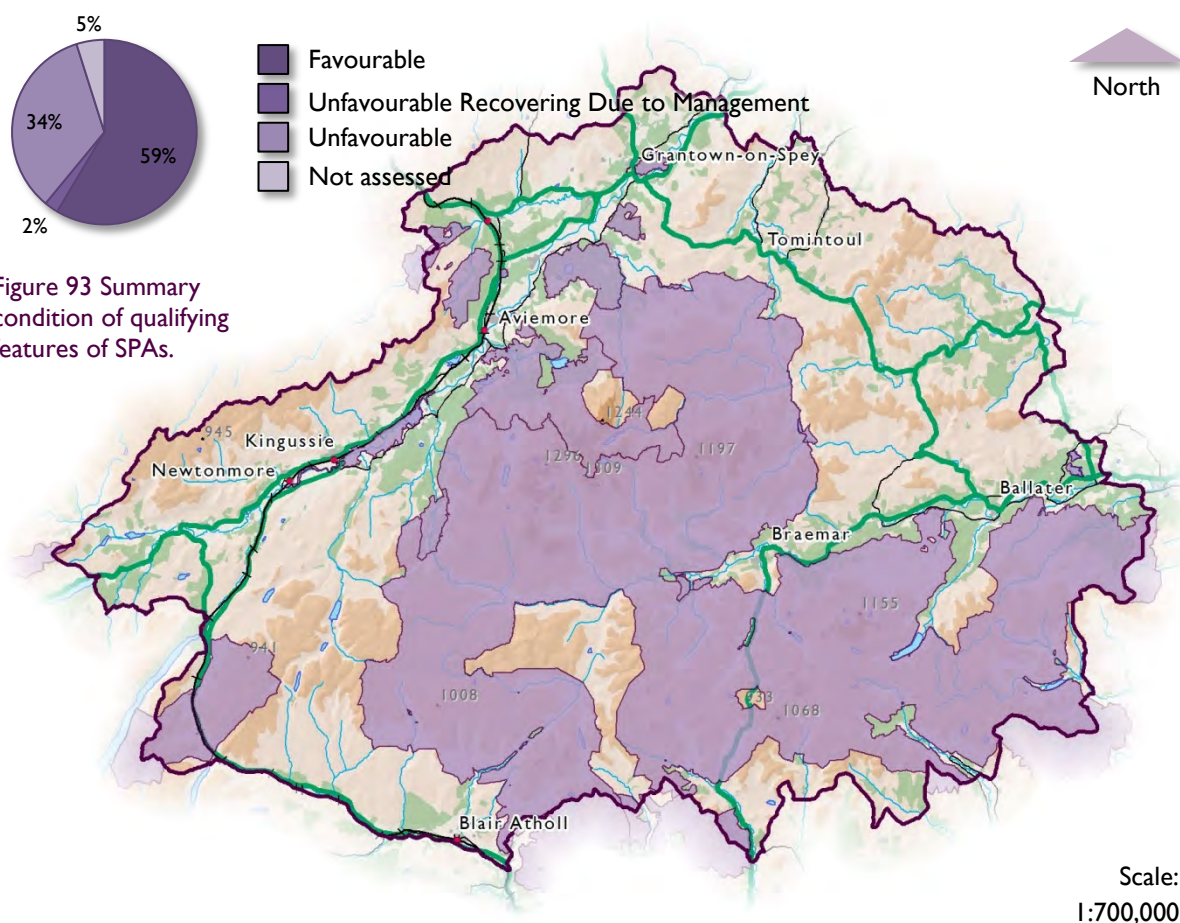 5%
34%
59%
2%
Favourable
Unfavourable Recovering Due to Management
Unfavourable
Not assessed
North
Figure 93 Summary
condition of qualifying
features of SPAs.
Grantown-on-Spey
Tomintoul
Aviemore
1244
945
Kingussie
1296
1309
1197
Newtonmore
Ballater
Braemar
1155
941
1008
933
1068
Blair Atholl
Scale:
1:700,000